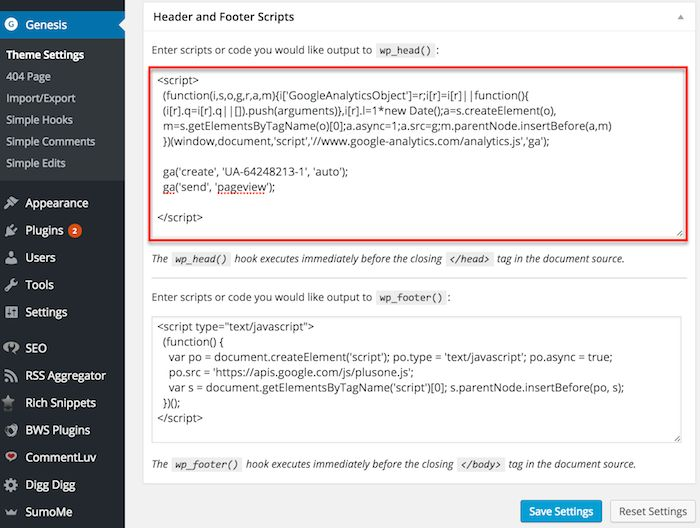 Genesis
Theme Settings
404 Page
Import/Export
Simple Hooks
Simple Comments
Simple Edits
Appearance
Plugins 2
Users
Tools
Settings
SEO
RSS Aggregator
Rich Snippets
BWS Plugins
CommentLuv
Digg Digg
SumoMe
Header and Footer Scripts
Enter scripts or code you would like output to wp_head() :
<script>
(function(i,s,o,g,r,a,m){i['GoogleAnalyticsObject']=r;i[r]=i[r]||function(){
(i[r].q=i[r].q||[]).push(arguments)},i[r].l=1*new Date();a=s.createElement(o),
m=s.getElementsByTagName(o)[0];a.async=1;a.src=g;m.parentNode.insertBefore(a,m)
})(window,document,'script','//www.google-analytics.com/analytics.js','ga');
ga('create', 'UA-64248213-1', 'auto');
ga('send', 'pageview');
</script>
The wp_head() hook executes immediately before the closing </head> tag in the document source.
Enter scripts or code you would like output to wp_footer() :
<script type="text/javascript">
(function() {
var po = document.createElement('script'); po.type = 'text/javascript'; po.async = true;
po.src = 'https://apis.google.com/js/plusone.js';
var s = document.getElementsByTagName('script')[0]; s.parentNode.insertBefore(po, s);
})();
</script>
The wp_footer() hook executes immediately before the closing </body> tag in the document source.
Save Settings
Reset Settings